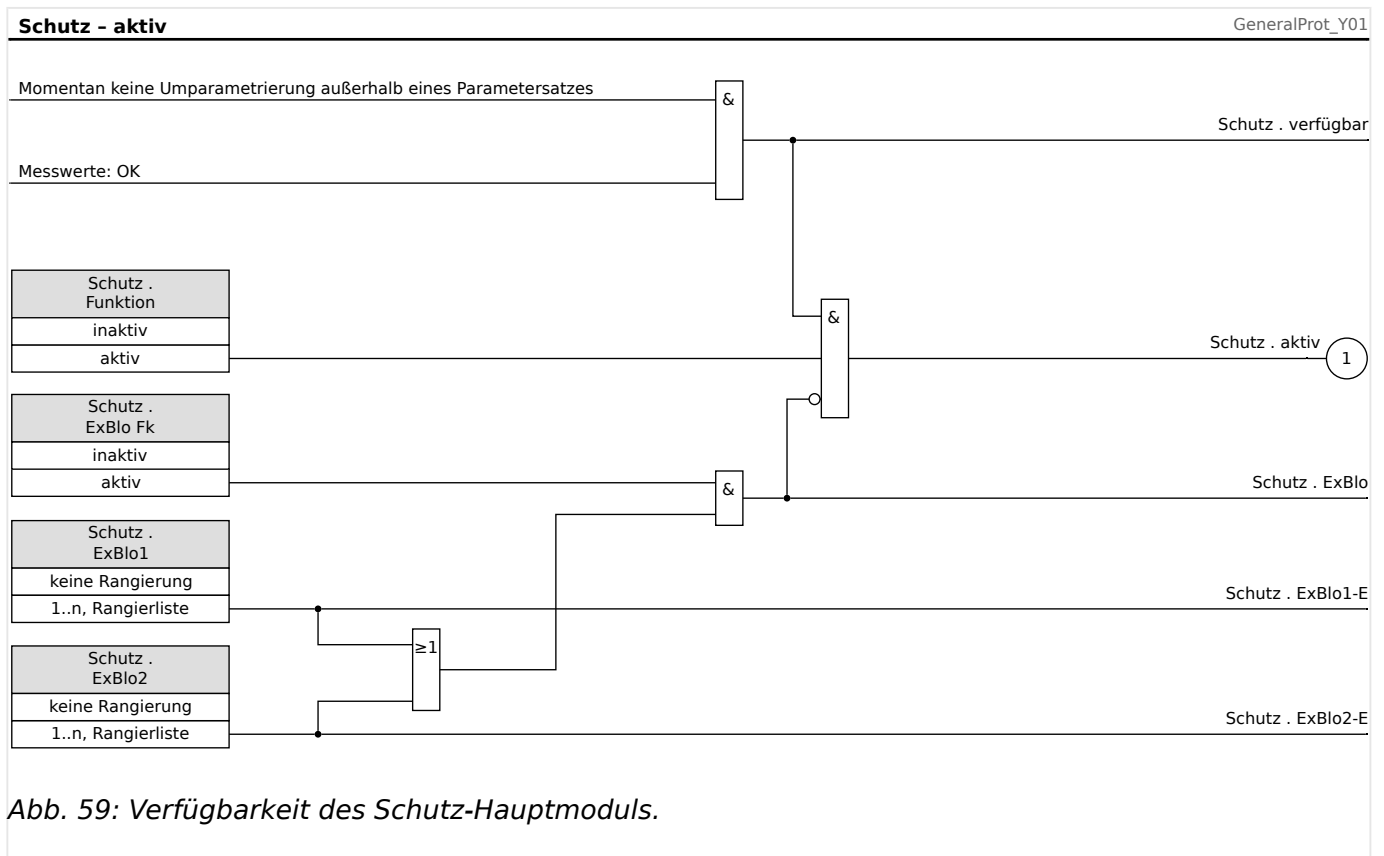 Schutz – aktiv
GeneralProt_Y01
Momentan keine Umparametrierung außerhalb eines Parametersatzes
&
Schutz . verfügbar
Messwerte: OK
Schutz .
Funktion
inaktiv
aktiv
&
Schutz . aktiv
1
Schutz .
ExBlo Fk
inaktiv
aktiv
&
Schutz . ExBlo
Schutz .
ExBlo1
keine Rangierung
1..n, Rangierliste
Schutz . ExBlo1-E
≥1
Schutz .
ExBlo2
keine Rangierung
1..n, Rangierliste
Schutz . ExBlo2-E
Abb. 59: Verfügbarkeit des Schutz-Hauptmoduls.